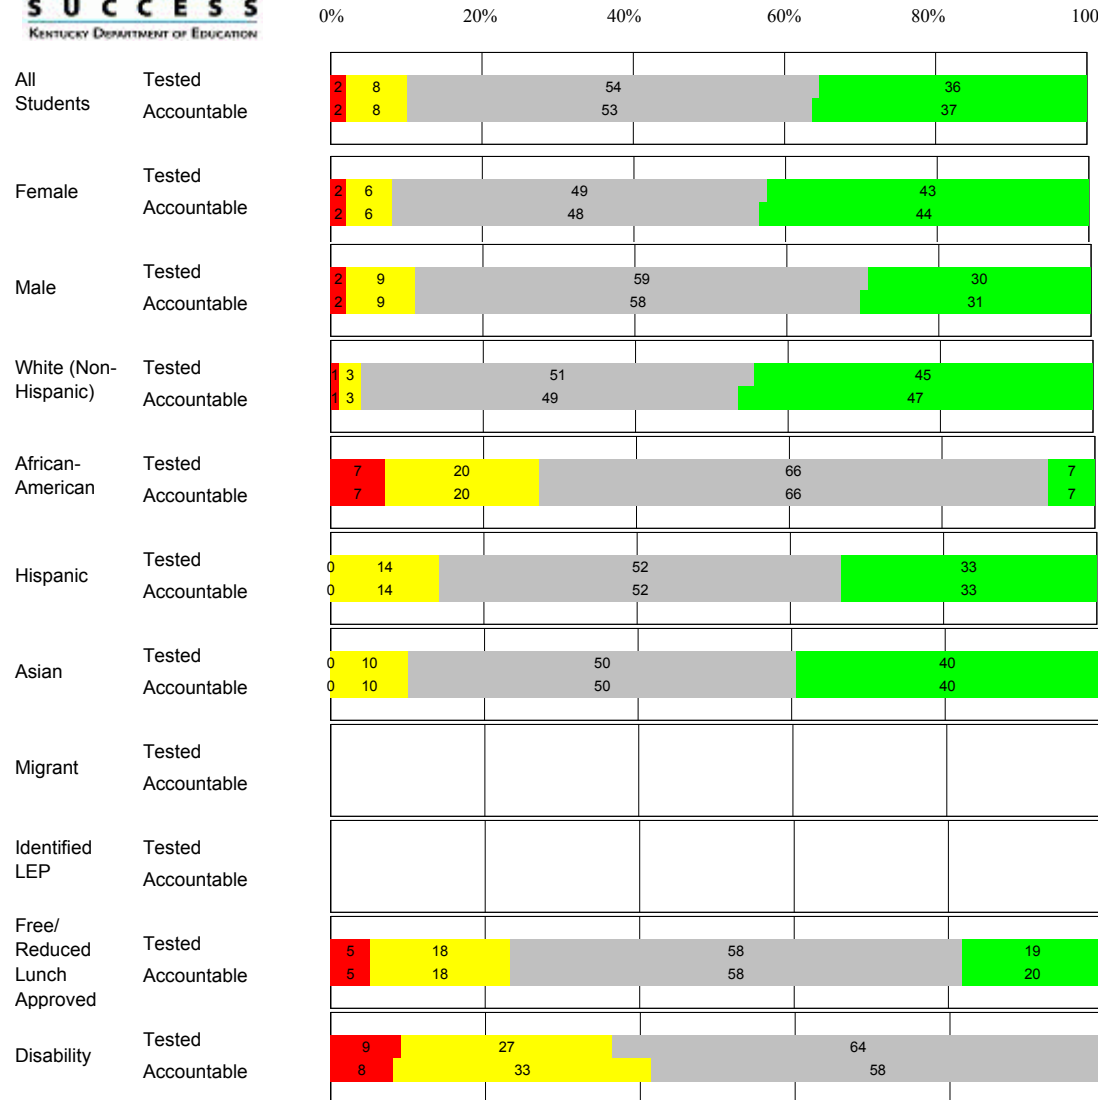 S U C C E S S
KENTUCKY DEPARTMENT OF EDUCATION
0% 20% 40% 60% 80% 100
All Students
Tested 2 8 54 36
Accountable 2 8 53 37
Female
Tested 2 6 49 43
Accountable 2 6 48 44
Male
Tested 2 9 59 30
Accountable 2 9 58 31
White (Non-
Hispanic)
Tested 1 3 51 45
Accountable 1 3 49 47
African-
American
Tested 7 20 66 7
Accountable 7 20 66 7
Hispanic
Tested 0 14 52 33
Accountable 0 14 52 33
Asian
Tested 0 10 50 40
Accountable 0 10 50 40
Migrant
Tested
Accountable
Identified
LEP
Tested
Accountable
Free/
Reduced
Lunch
Approved
Tested 5 18 58 19
Accountable 5 18 58 20
Disability
Tested 9 27 64
Accountable 8 33 58